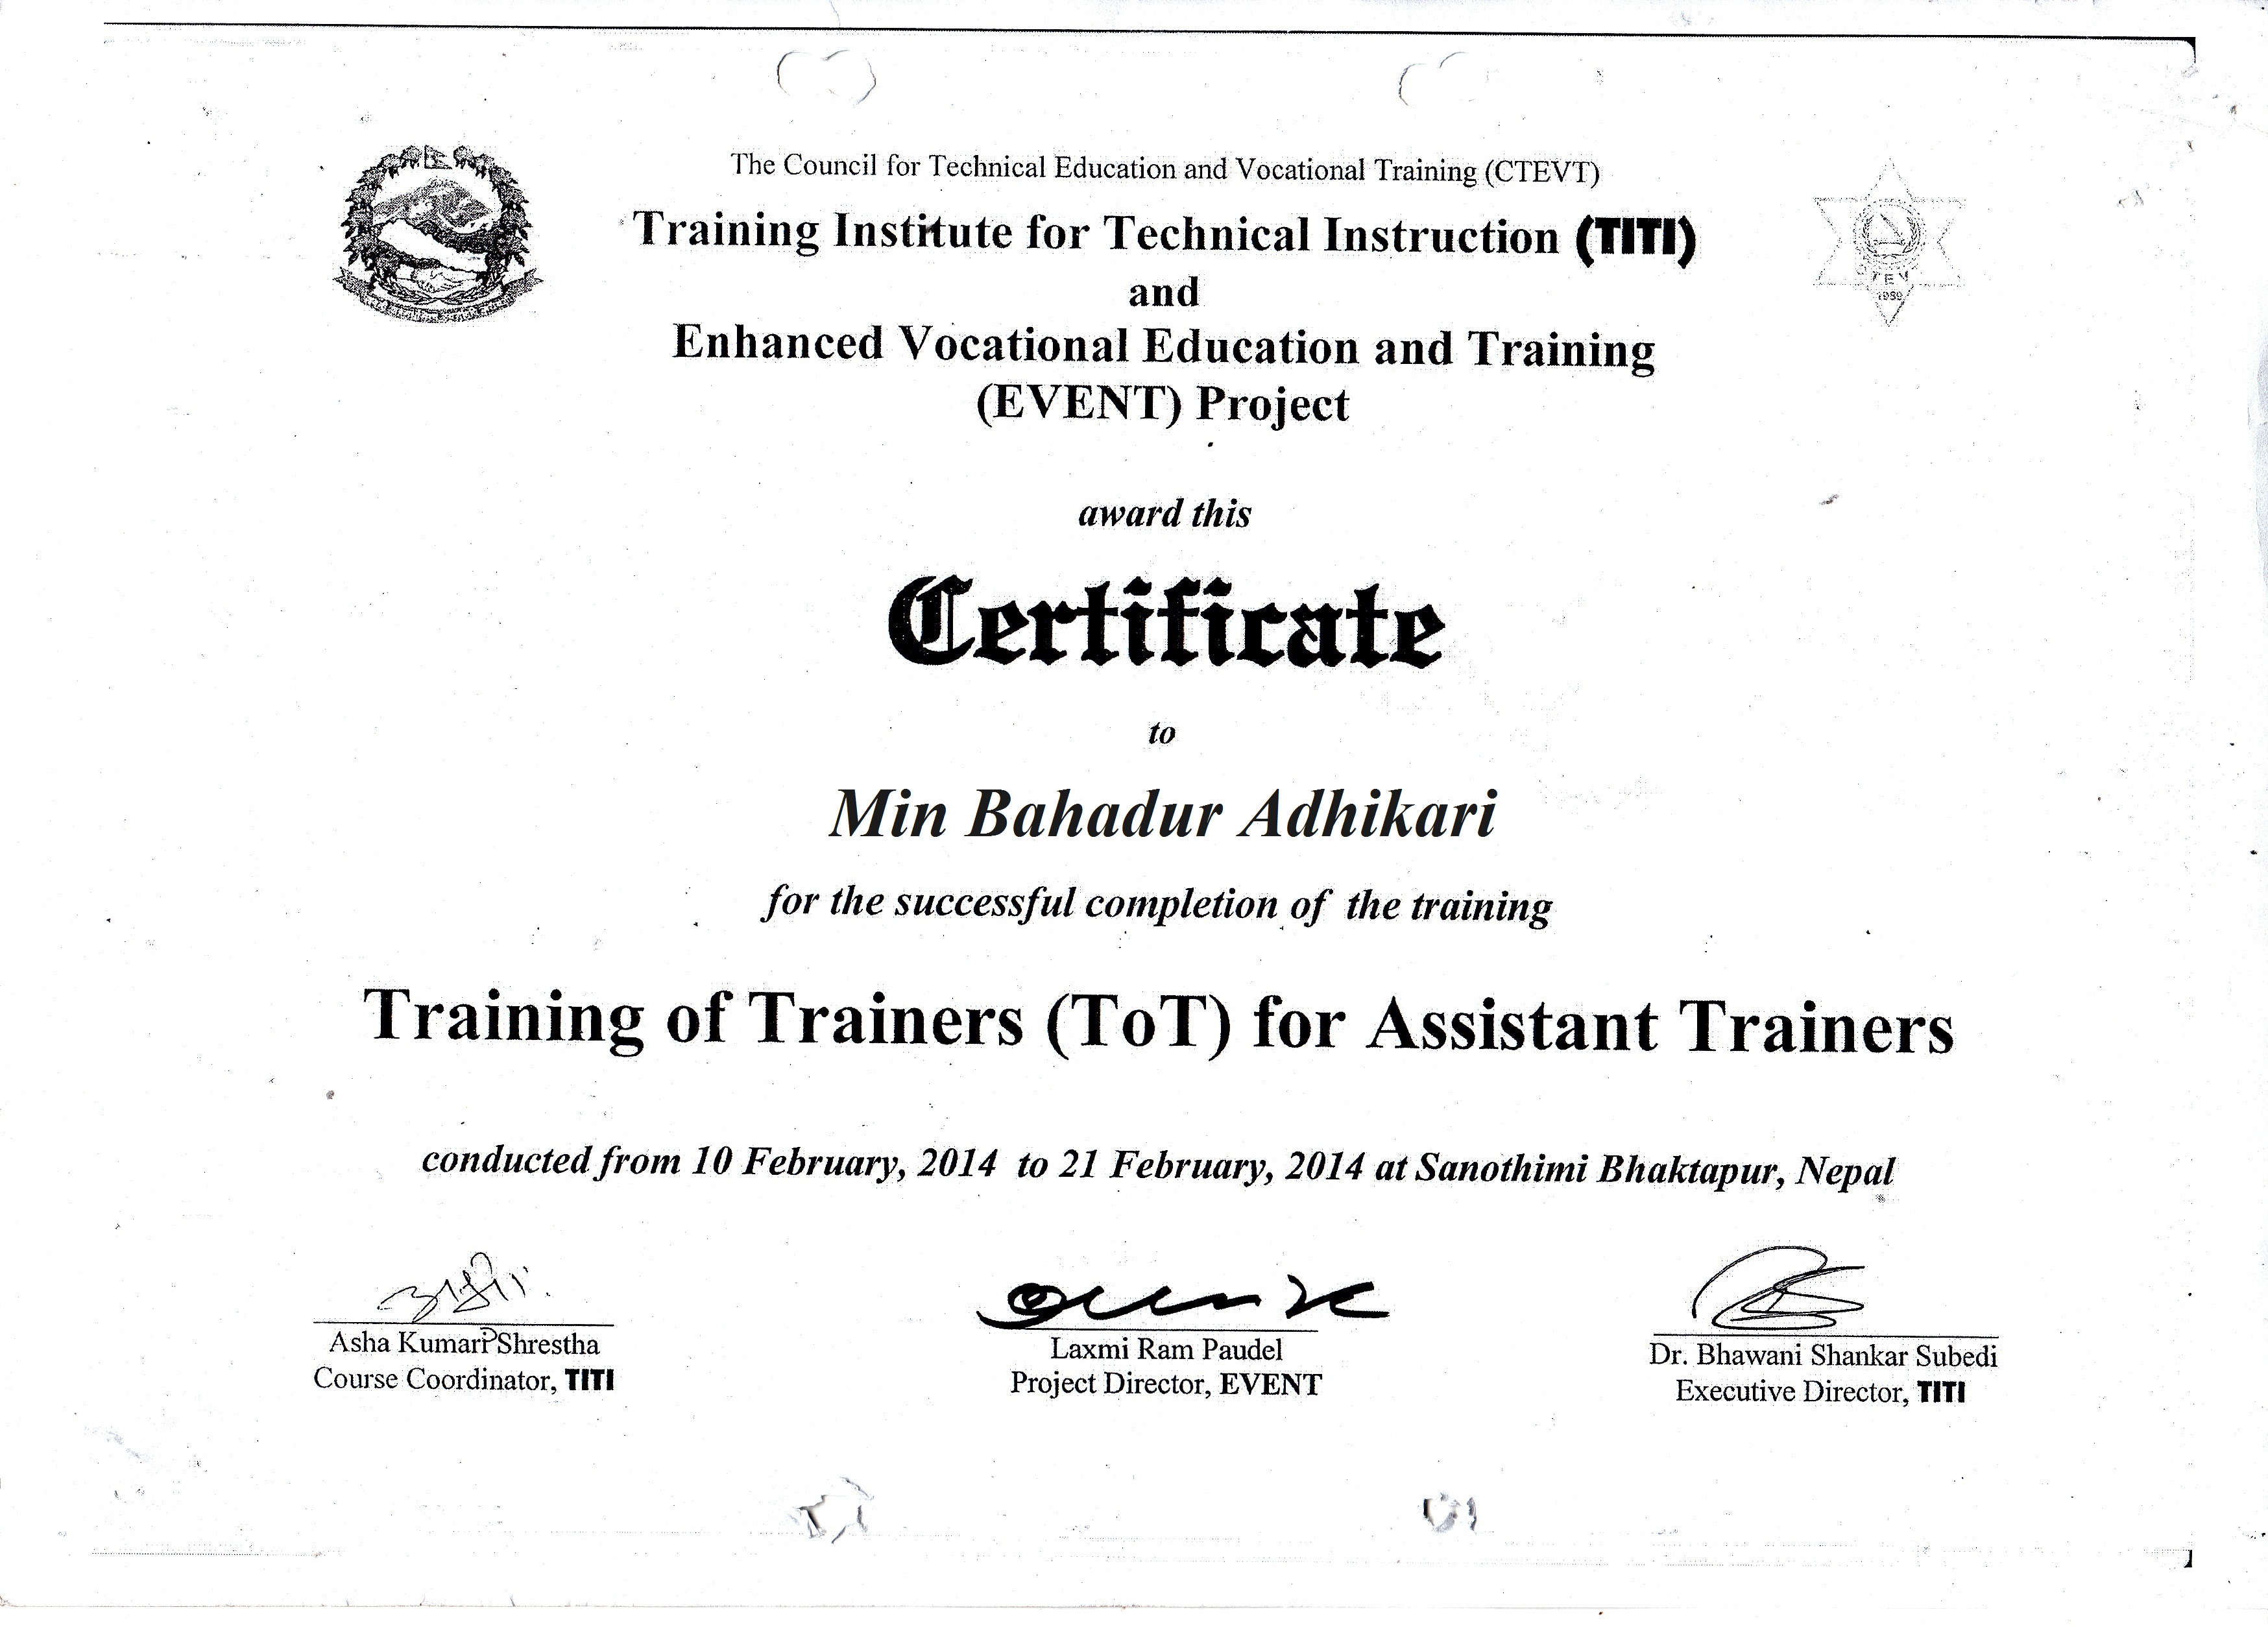 The Council for Technical Education and Vocational Training (CTEVT)
Training Institute for Technical Instruction (TITI)
and
Enhanced Vocational Education and Training
(EVENT) Project
award this
Certificate
to
Min Bahadur Adhikari
for the successful completion of the training
Training of Trainers (ToT) for Assistant Trainers
conducted from 10 February, 2014 to 21 February, 2014 at Sanothimi Bhaktapur, Nepal
Asha Kumari Shrestha
Course Coordinator, TITI
Laxmi Ram Paudel
Project Director, EVENT
Dr. Bhawani Shankar Subedi
Executive Director, TITI
1989